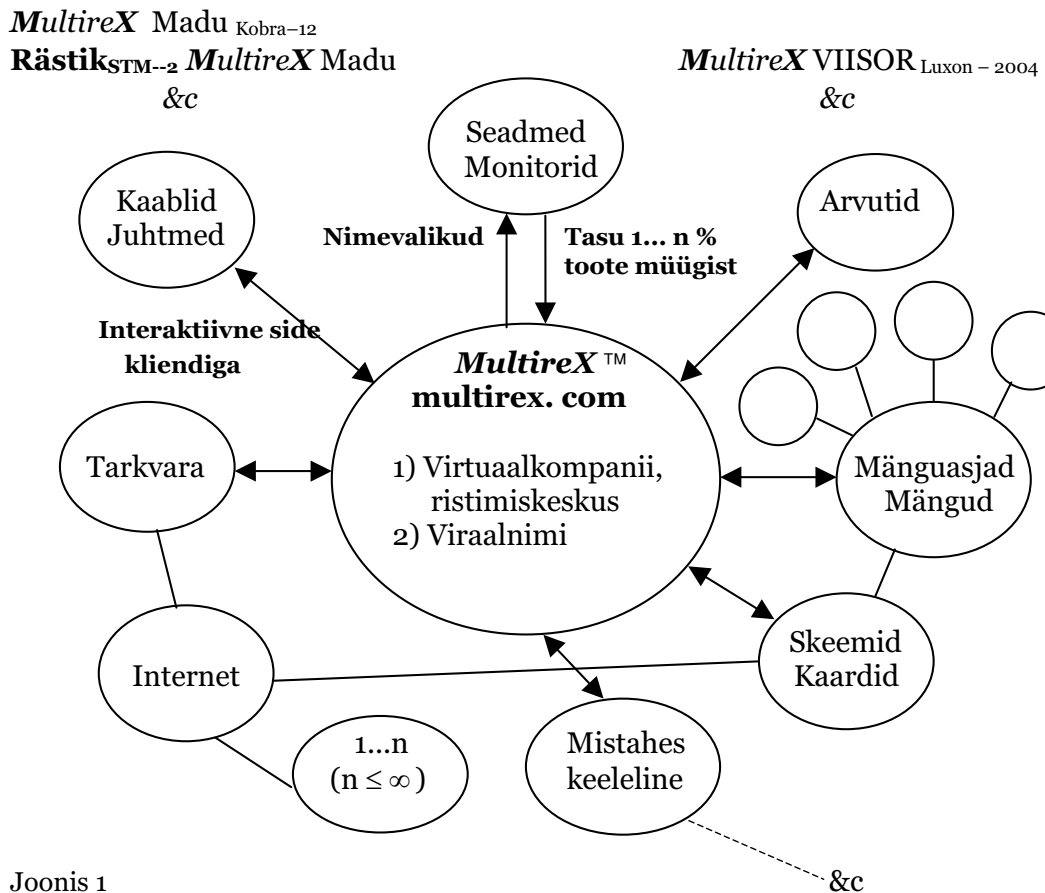 MultireX Madu Kobra–12
RästikSTM--2 MultireX Madu
&c
MultireX VIISOR Luxon – 2004
&c
Seadmed
Monitorid
Kaablid
Juhtmed
Arvutid
Nimevalikud
Tasu 1... n %
toote müügist
Interaktiivne side
kliendiga
MultireX ™
multirex. com
1) Virtuaalkompanii,
ristimiskeskus
2) Viraalnimi
Tarkvara
Mänguasjad
Mängud
Internet
Skeemid
Kaardid
1...n
(n ≤ ∞ )
Mistahes
keeleline
Joonis 1
&c